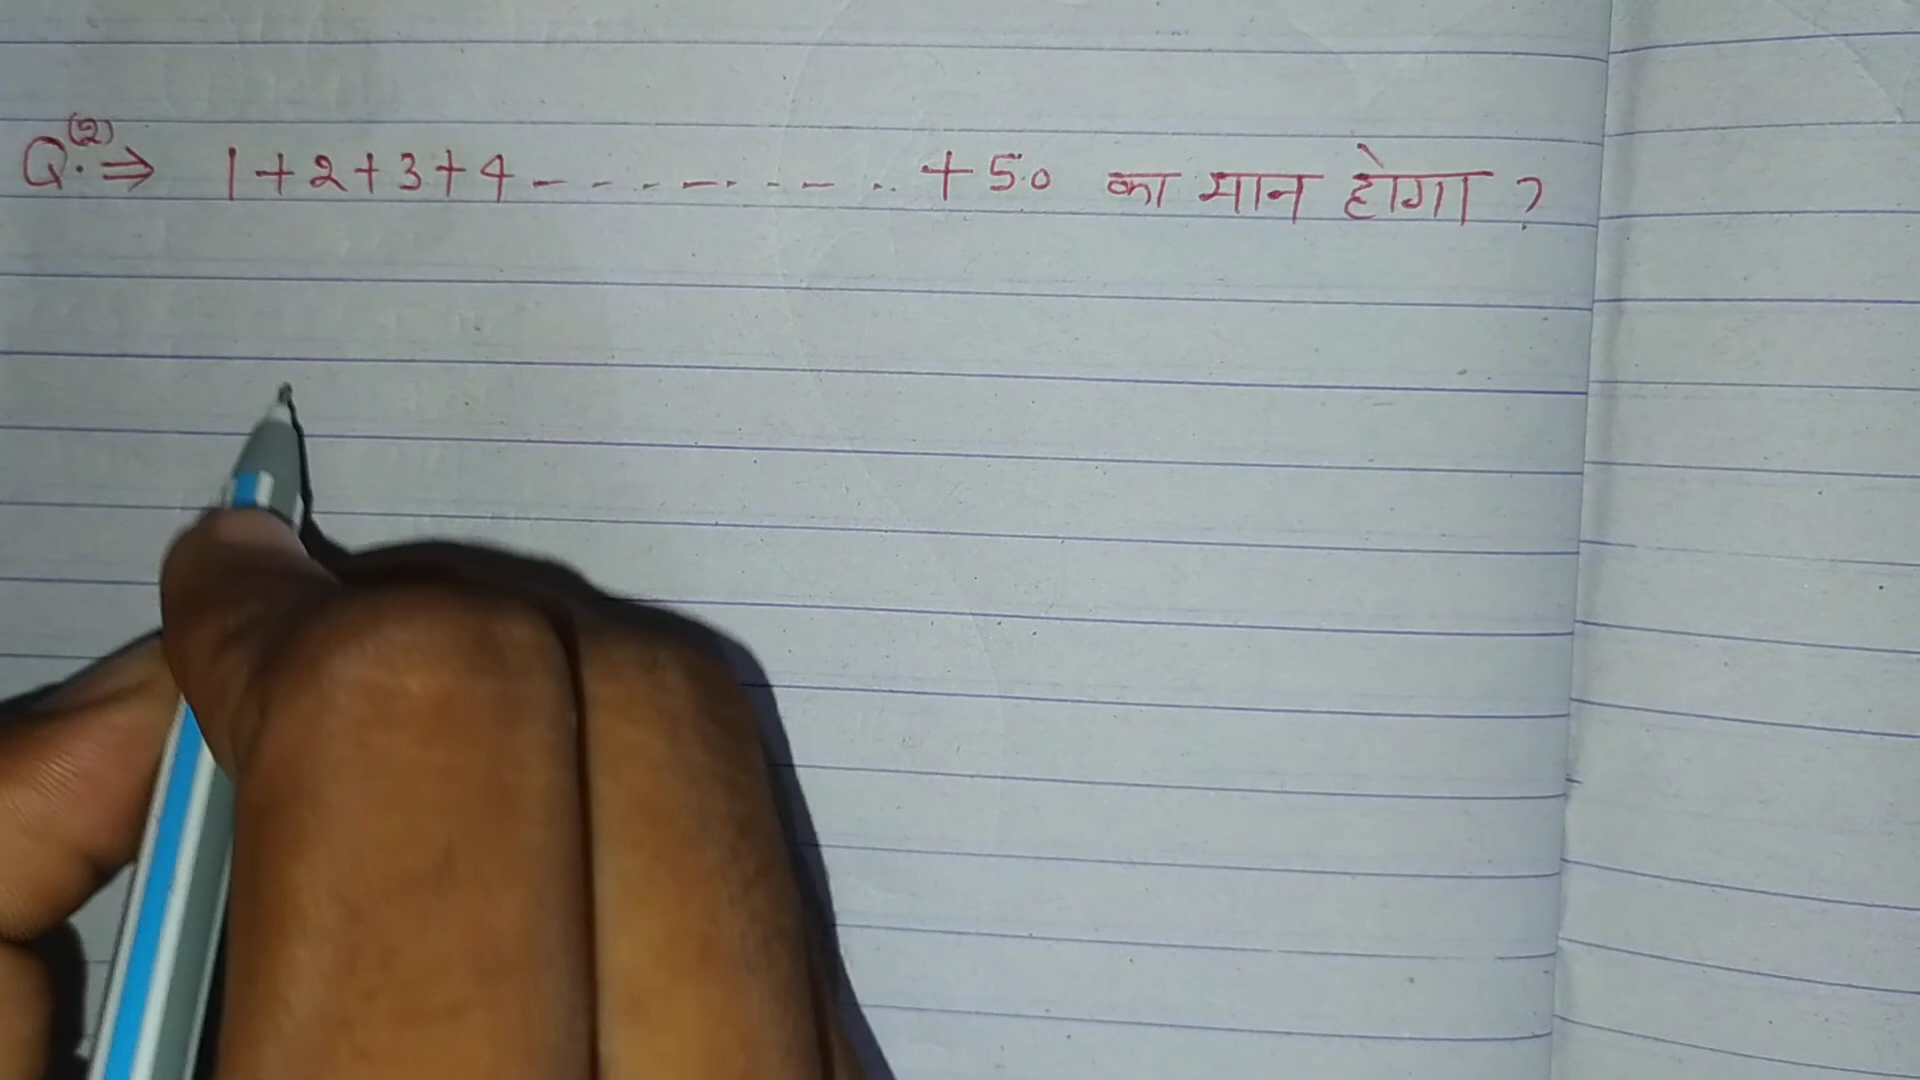 Q.(2) ⇒ 1+2+3+4-------..+50 का मान होगा ?